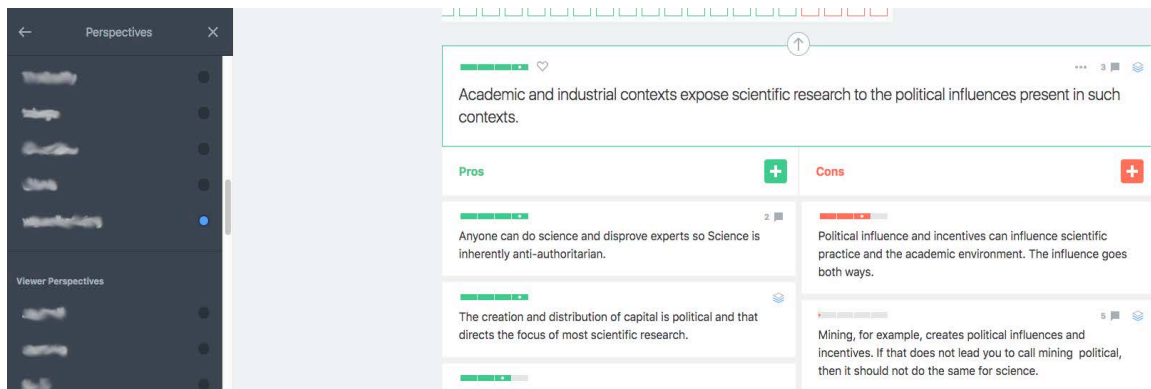 Perspectives
Viewer Perspectives
3
Academic and industrial contexts expose scientific research to the political influences present in such
contexts.
Pros
Cons
2
Anyone can do science and disprove experts so Science is
inherently anti-authoritarian.
The creation and distribution of capital is political and that
directs the focus of most scientific research.
Political influence and incentives can influence scientific
practice and the academic environment. The influence goes
both ways.
5
Mining, for example, creates political influences and
incentives. If that does not lead you to call mining political,
then it should not do the same for science.